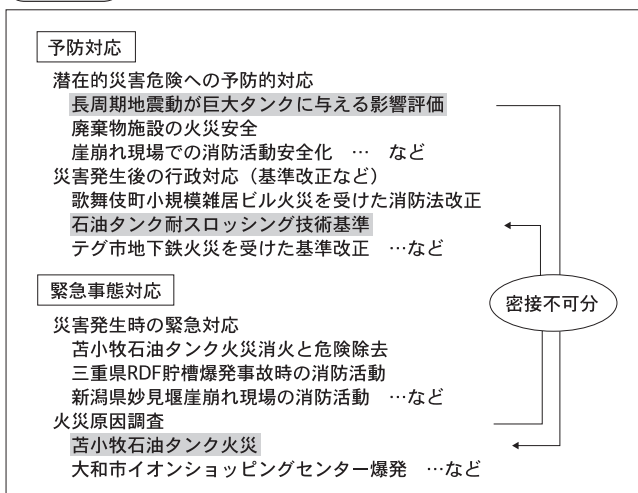 予防対応
潜在的災害危険への予防的対応
長周期地震動が巨大タンクに与える影響評価
廃棄物施設の火災安全
崖崩れ現場での消防活動安全化　…　など
災害発生後の行政対応（基準改正など）
歌舞伎町小規模雑居ビル火災を受けた消防法改正
石油タンク耐スロッシング技術基準
テグ市地下鉄火災を受けた基準改正　…など
緊急事態対応
密接不可分
災害発生時の緊急対応
苫小牧石油タンク火災消火と危険除去
三重県RDF貯槽爆発事故時の消防活動
新潟県妙見堰崖崩れ現場の消防活動　…など
火災原因調査
苫小牧石油タンク火災
大和市イオンショッピングセンター爆発　…など